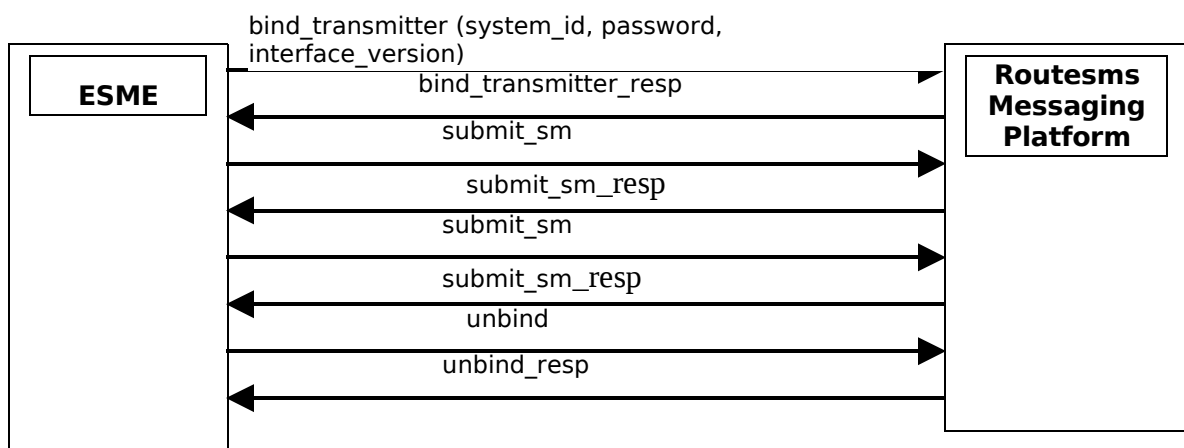 bind_transmitter (system_id, password,
interface_version)
ESME
Routesms
Messaging
Platform
bind_transmitter_resp
submit_sm
submit_sm_resp
submit_sm
submit_sm_resp
unbind
unbind_resp